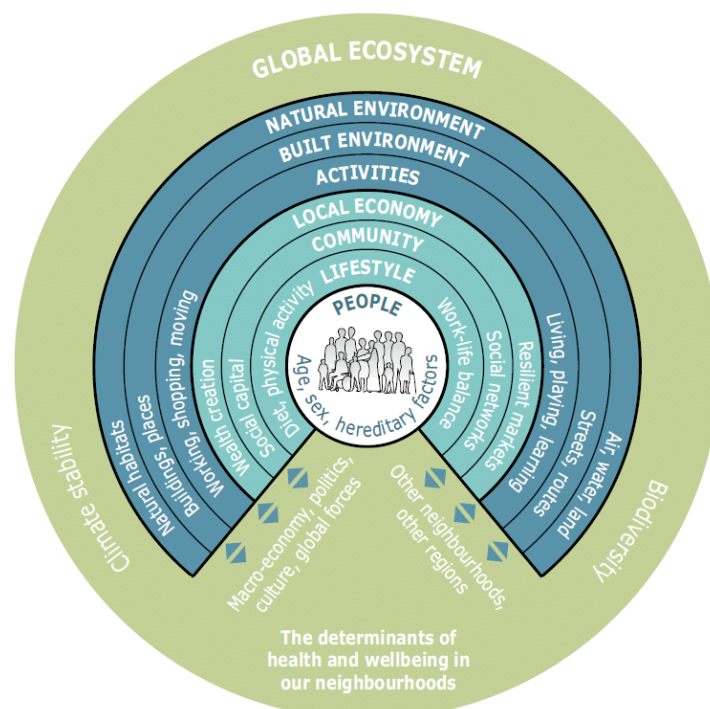 GLOBAL ECOSYSTEM
NATURAL ENVIRONMENT
BUILT ENVIRONMENT
ACTIVITIES
LOCAL ECONOMY
COMMUNITY
LIFESTYLE
PEOPLE
Age, sex, hereditary factors
Diet, physical activity
Work-life balance
Social capital
Social networks
Wealth creation
Resilient markets
Working, shopping, moving
Living, playing, learning
Buildings, places
Streets, routes
Natural habitats
Air, water, land
Climate stability
Biodiversity
Macro-economy, politics,
culture, global forces
Other neighbourhoods,
other regions
The determinants of
health and wellbeing in
our neighbourhoods